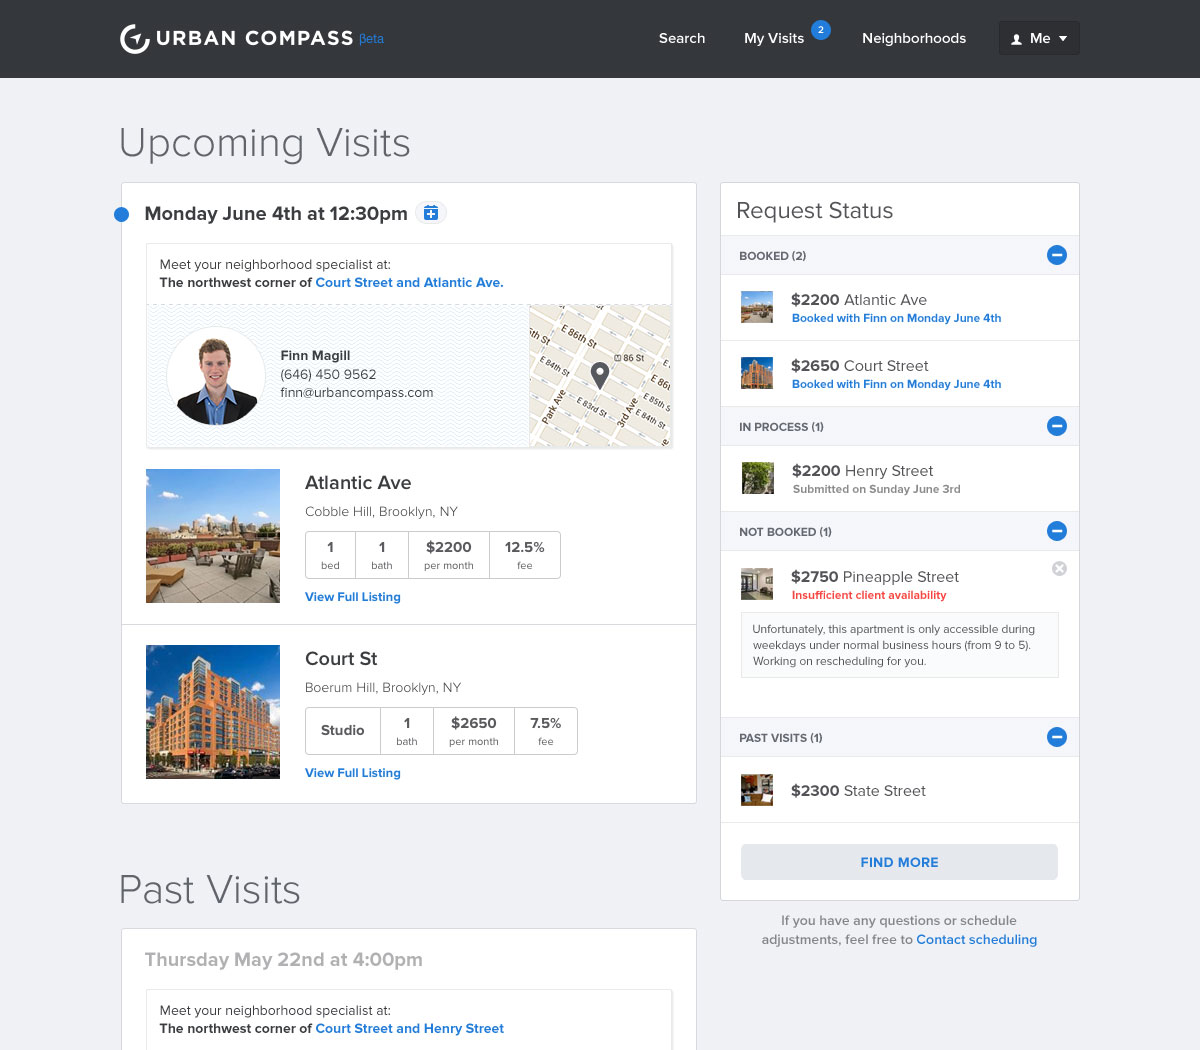 URBAN COMPASS βeta
Search
My Visits
2
Neighborhoods
Me
Upcoming Visits
Monday June 4th at 12:30pm
Meet your neighborhood specialist at:
The northwest corner of Court Street and Atlantic Ave.
Finn Magill
(646) 450 9562
finn@urbancompass.com
E 86th St
86 St
E 84th St
E 83rd St
Park Ave
3rd Ave
E 85th S
E 84th St
E 86t
Atlantic Ave
Cobble Hill, Brooklyn, NY
1 1 $2200 12.5%
bed bath per month fee
View Full Listing
Court St
Boerum Hill, Brooklyn, NY
Studio 1 $2650 7.5%
bath per month fee
View Full Listing
Past Visits
Thursday May 22nd at 4:00pm
Meet your neighborhood specialist at:
The northwest corner of Court Street and Henry Street
Request Status
BOOKED (2)
$2200 Atlantic Ave
Booked with Finn on Monday June 4th
$2650 Court Street
Booked with Finn on Monday June 4th
IN PROCESS (1)
$2200 Henry Street
Submitted on Sunday June 3rd
NOT BOOKED (1)
$2750 Pineapple Street
Insufficient client availability
Unfortunately, this apartment is only accessible during
weekdays under normal business hours (from 9 to 5).
Working on rescheduling for you.
PAST VISITS (1)
$2300 State Street
FIND MORE
If you have any questions or schedule
adjustments, feel free to Contact scheduling